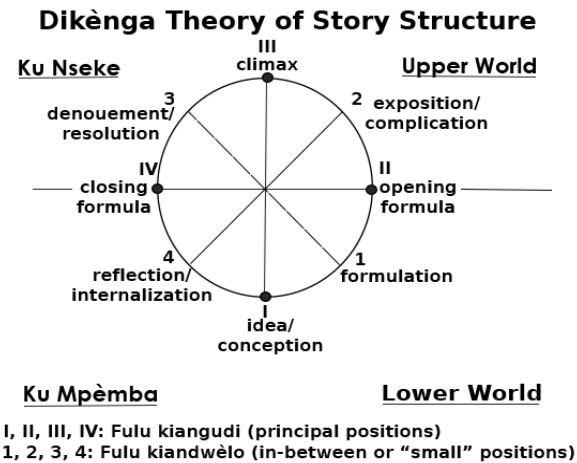 Dikènga Theory of Story Structure
III
climax
Ku Nseke
Upper World
3
denouement/
resolution
2
exposition/
complication
IV
closing
formula
II
opening
formula
4
reflection/
internalization
1
formulation
I
idea/
conception
Ku Mpèmba
Lower World
I, II, III, IV: Fulu kiangudi (principal positions)
1, 2, 3, 4: Fulu kiandwèlo (in-between or “small” positions)